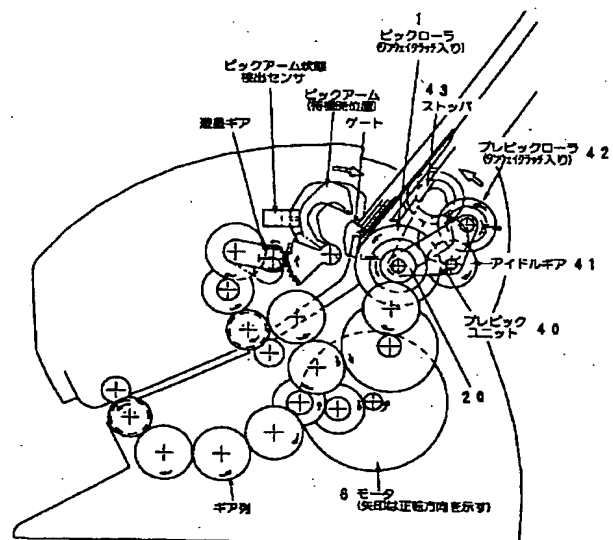 1
ピックローラ
(ワンウェイクラッチ入り)
ピックアーム状態
検出センサ
ピックアーム
(待機時位置)
43
ストッパ
遊星ギア
ゲート
プレピックローラ 42
(ワンウェイクラッチ入り)
アイドルギア 41
プレピック
ユニット 40
20
ギア列
6 モータ
(矢印は正転方向を示す)